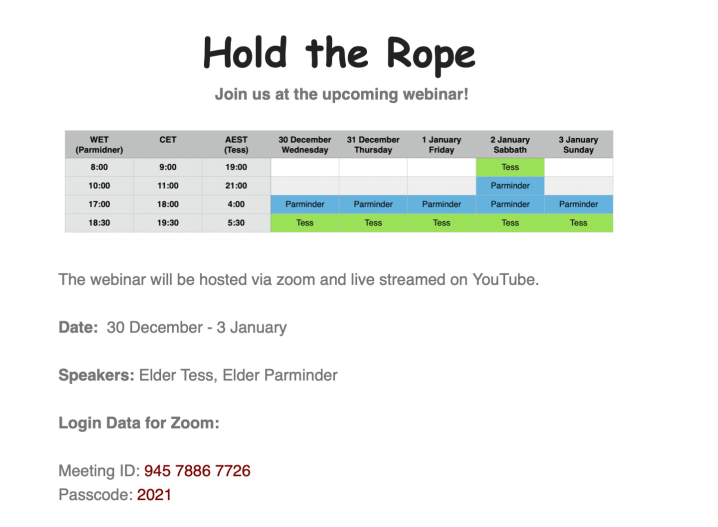 Hold the Rope
Join us at the upcoming webinar!
WET (Parmidner) CET AEST (Tess) 30 December Wednesday 31 December Thursday 1 January Friday 2 January Sabbath 3 January Sunday
8:00 9:00 19:00 Tess
10:00 11:00 21:00 Parminder
17:00 18:00 4:00 Parminder Parminder Parminder Parminder Parminder
18:30 19:30 5:30 Tess Tess Tess Tess Tess
The webinar will be hosted via zoom and live streamed on YouTube.
Date: 30 December - 3 January
Speakers: Elder Tess, Elder Parminder
Login Data for Zoom:
Meeting ID: 945 7886 7726
Passcode: 2021